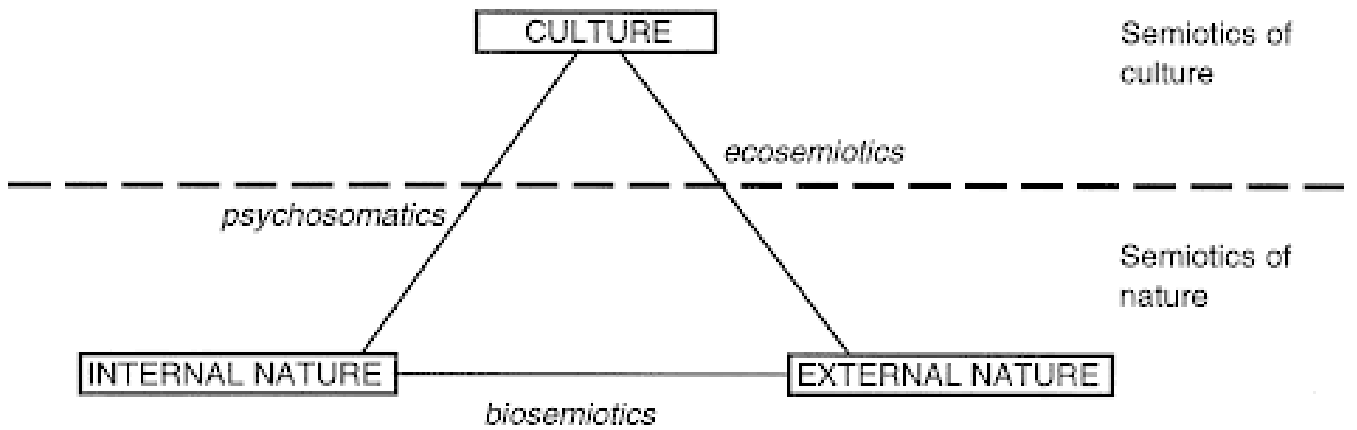 CULTURE
Semiotics of
culture
ecosemiotics
psychosomatics
Semiotics of
nature
INTERNAL NATURE
EXTERNAL NATURE
biosemiotics